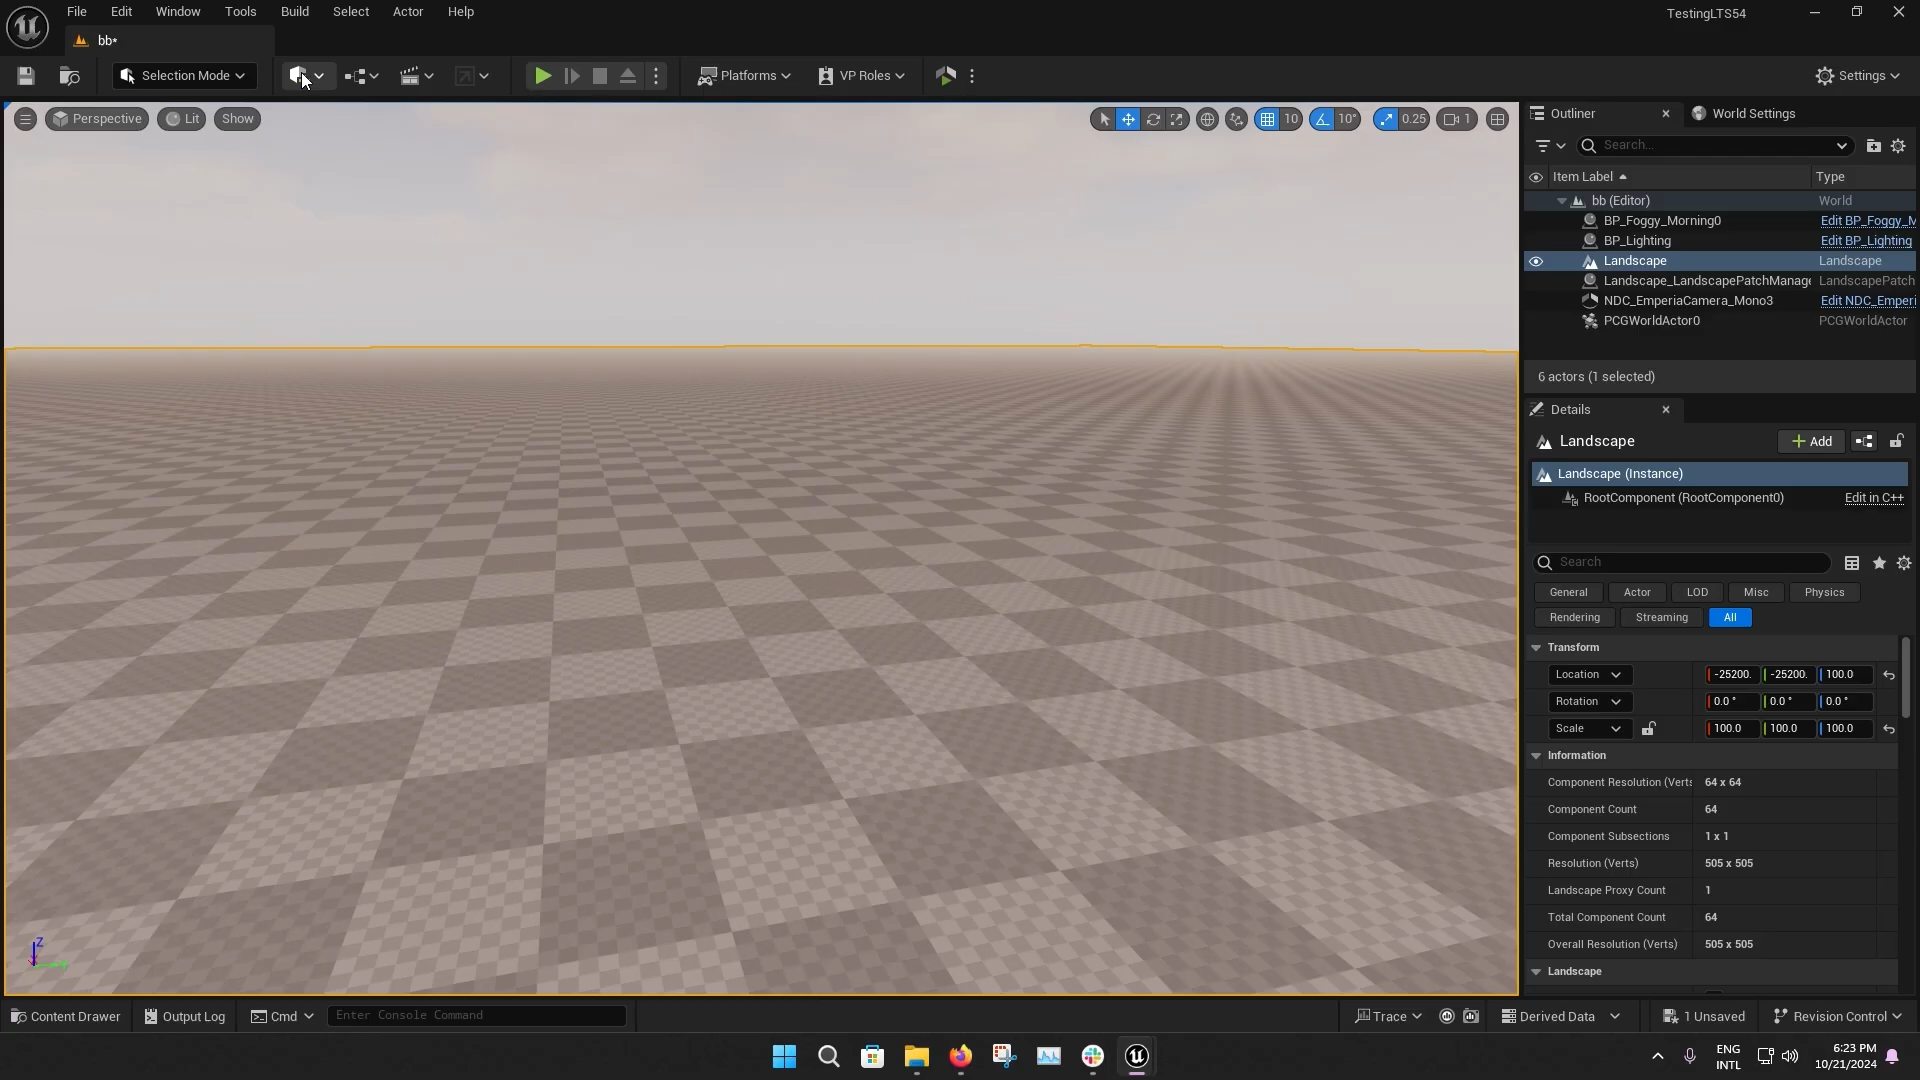 File Edit Window Tools Build Select Actor Help
TestingLTS54
bb*
Selection Mode
Platforms
VP Roles
Settings
Perspective Lit Show
10 10° 0.25 1
Outliner
World Settings
Search...
Item Label Type
bb (Editor) World
BP_Foggy_Morning0 Edit BP_Foggy_M
BP_Lighting Edit BP_Lighting
Landscape Landscape
Landscape_LandscapePatchManage LandscapePatch
NDC_EmperiaCamera_Mono3 Edit NDC_Emperi
PCGWorldActor0 PCGWorldActor
6 actors (1 selected)
Details
Landscape
Add
Landscape (Instance)
RootComponent (RootComponent0) Edit in C++
Search
General Actor LOD Misc Physics
Rendering Streaming All
Transform
Location -25200. -25200. 100.0
Rotation 0.0 ° 0.0 ° 0.0 °
Scale 100.0 100.0 100.0
Information
Component Resolution (Verts 64 x 64
Component Count 64
Component Subsections 1 x 1
Resolution (Verts) 505 x 505
Landscape Proxy Count 1
Total Component Count 64
Overall Resolution (Verts) 505 x 505
Landscape
Z
Content Drawer Output Log Cmd Enter Console Command
Trace Derived Data 1 Unsaved Revision Control
ENG
INTL
6:23 PM
10/21/2024